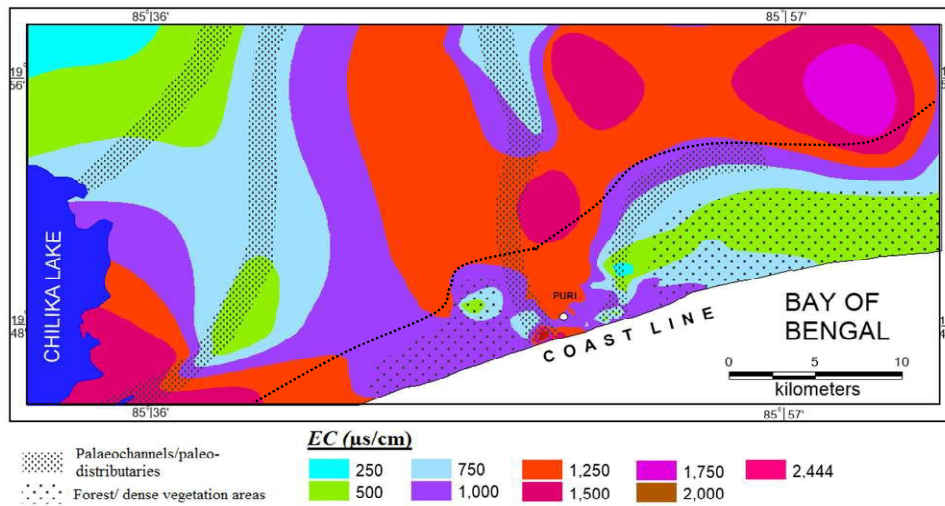 85° 36'
85° 57'
19° 56'
CHILIKA LAKE
PURI
COAST LINE
BAY OF
BENGAL
19° 48'
0 5 10
kilometers
85° 36'
85° 57'
Palaeochannels/paleo-
distributaries
Forest/ dense vegetation areas
EC (µs/cm)
250 750 1,250 1,750 2,444
500 1,000 1,500 2,000